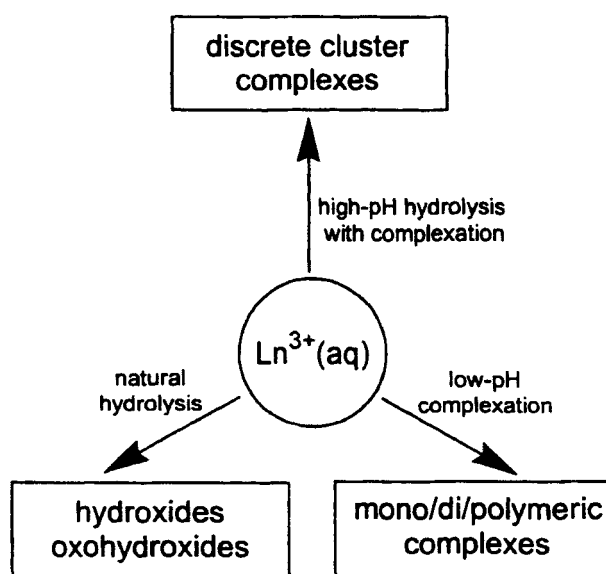 discrete cluster
complexes
high-pH hydrolysis
with complexation
Ln³⁺(aq)
natural
hydrolysis
low-pH
complexation
hydroxides
oxohydroxides
mono/di/polymeric
complexes